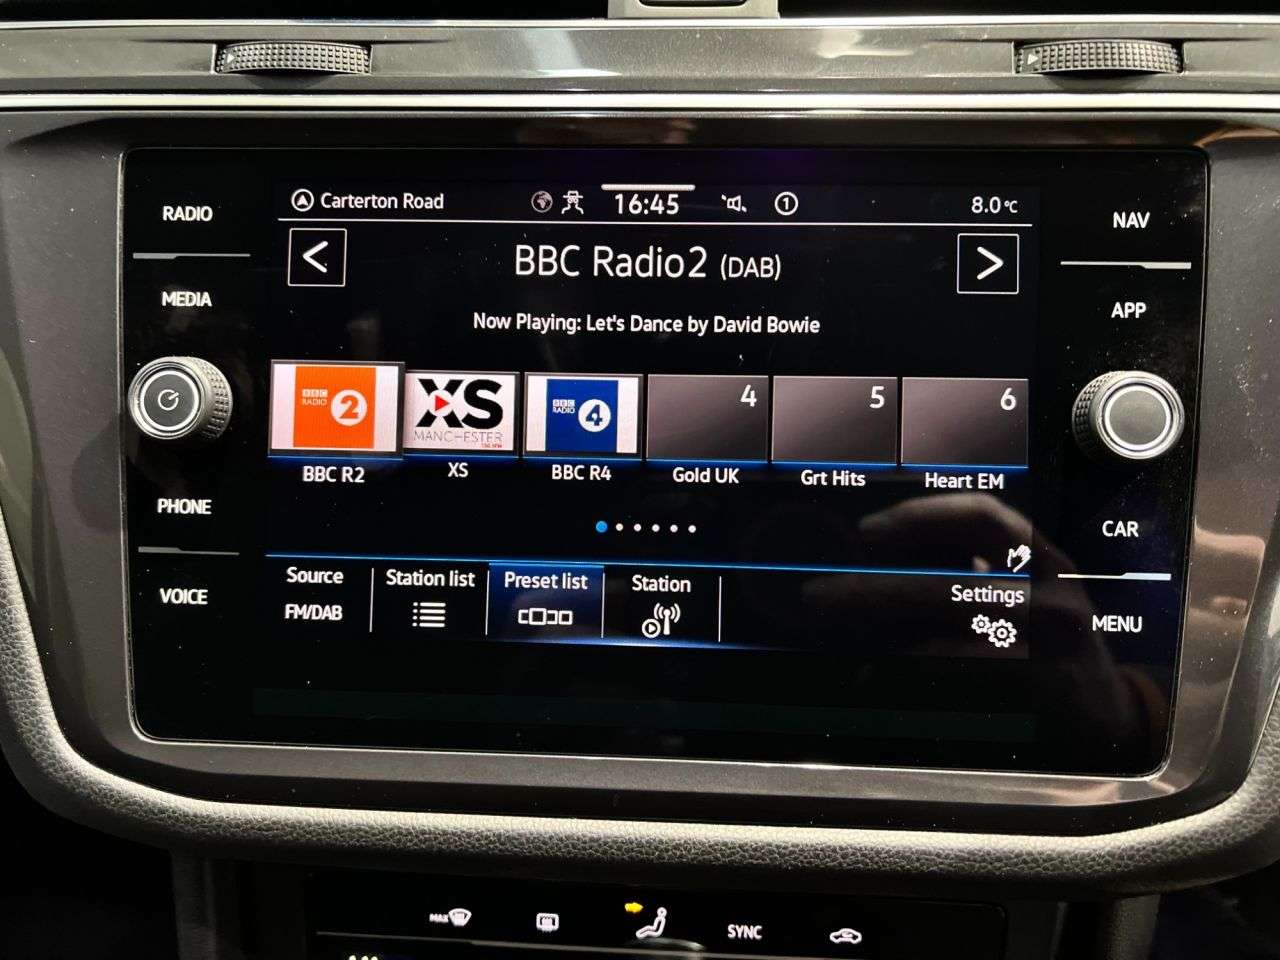 RADIO
MEDIA
PHONE
VOICE
Carterton Road
16:45
1
8.0°C
BBC Radio2 (DAB)
Now Playing: Let's Dance by David Bowie
BBC
RADIO
2
XS
MANCHESTER
BBC
RADIO
4
4
5
6
BBC R2
XS
BBC R4
Gold UK
Grt Hits
Heart EM
Source
FM/DAB
Station list
Preset list
Station
Settings
NAV
APP
CAR
MENU
MAX
SYNC